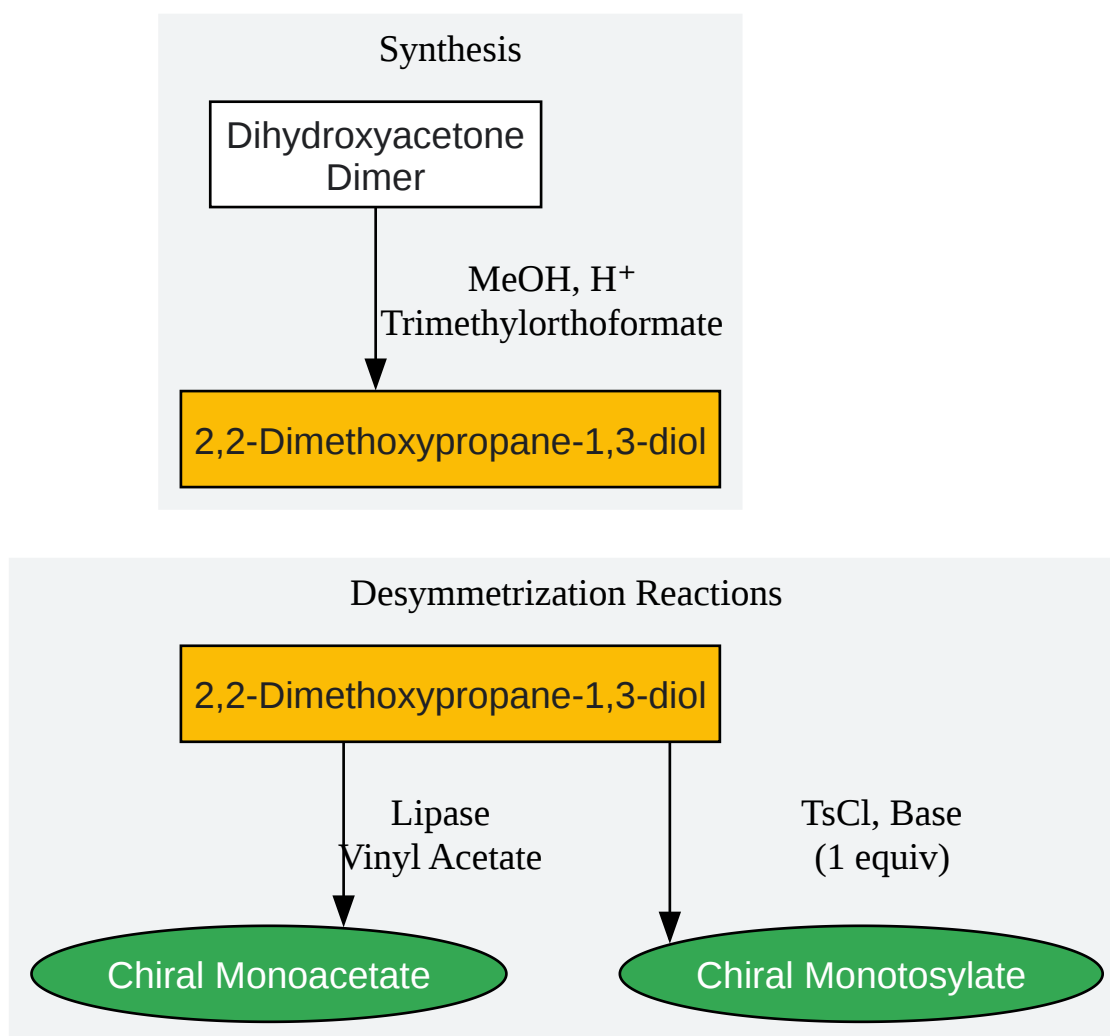 Synthesis
Dihydroxyacetone
Dimer
MeOH, H⁺
Trimethylorthoformate
2,2-Dimethoxypropane-1,3-diol
Desymmetrization Reactions
2,2-Dimethoxypropane-1,3-diol
Lipase
Vinyl Acetate
TsCl, Base
(1 equiv)
Chiral Monoacetate
Chiral Monotosylate